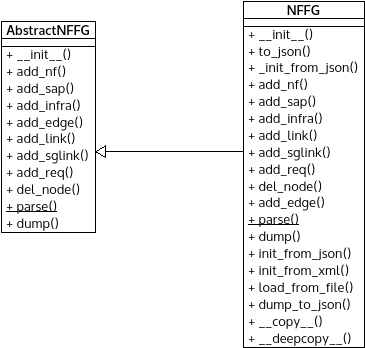 AbstractNFFG
+ __init__()
+ add_nf()
+ add_sap()
+ add_infra()
+ add_edge()
+ add_link()
+ add_sglink()
+ add_req()
+ del_node()
+ parse()
+ dump()
NFFG
+ __init__()
+ to_json()
+ _init_from_json()
+ add_nf()
+ add_sap()
+ add_infra()
+ add_link()
+ add_sglink()
+ add_req()
+ del_node()
+ add_edge()
+ parse()
+ dump()
+ init_from_json()
+ init_from_xml()
+ load_from_file()
+ dump_to_json()
+ __copy__()
+ __deepcopy__()